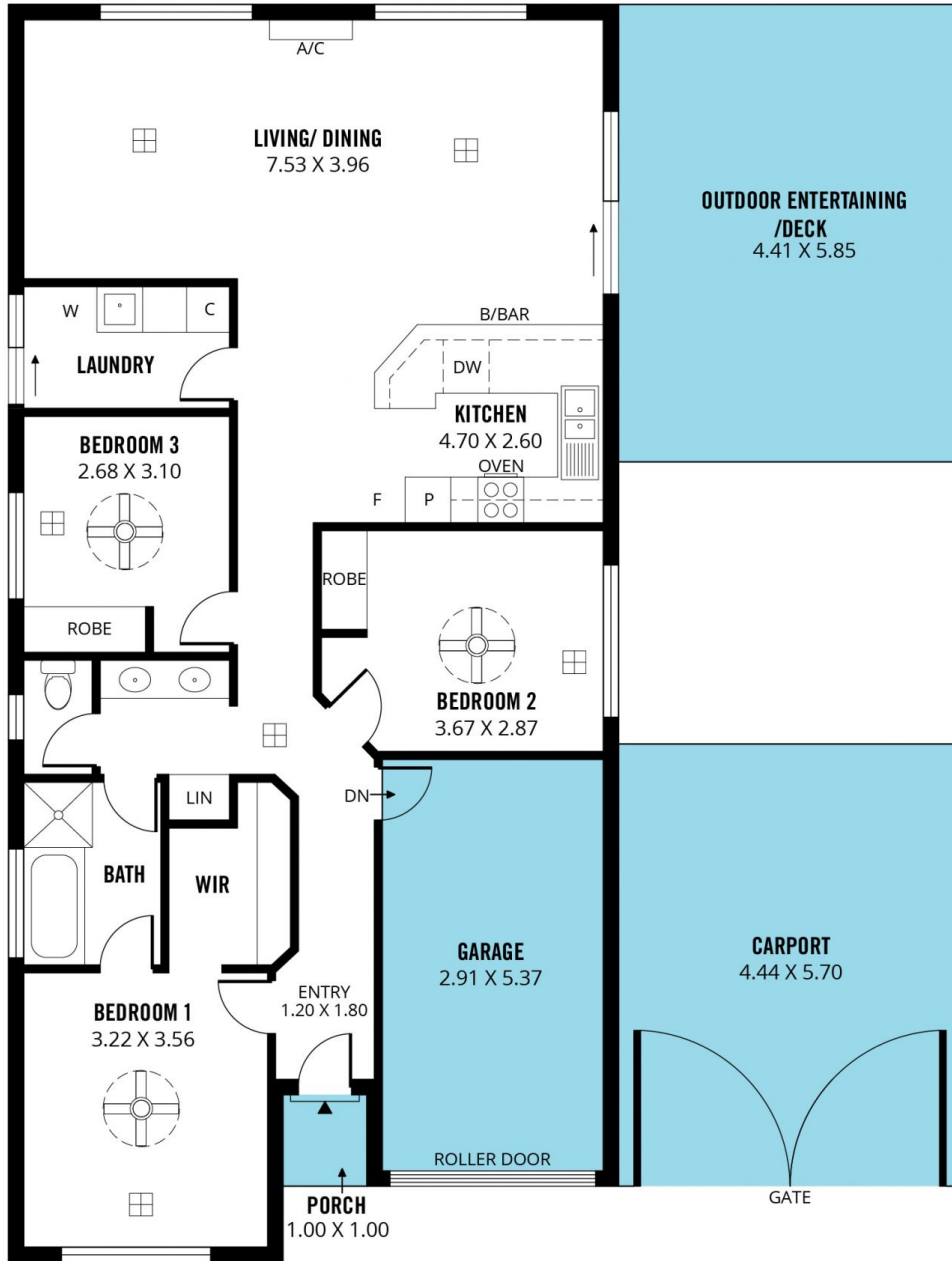 A/C
LIVING/ DINING
7.53 X 3.96
OUTDOOR ENTERTAINING
/DECK
4.41 X 5.85
W
C
LAUNDRY
B/BAR
DW
KITCHEN
4.70 X 2.60
OVEN
F
P
BEDROOM 3
2.68 X 3.10
ROBE
ROBE
BEDROOM 2
3.67 X 2.87
DN
LIN
BATH
WIR
GARAGE
2.91 X 5.37
CARPORT
4.44 X 5.70
ENTRY
1.20 X 1.80
BEDROOM 1
3.22 X 3.56
ROLLER DOOR
GATE
PORCH
1.00 X 1.00